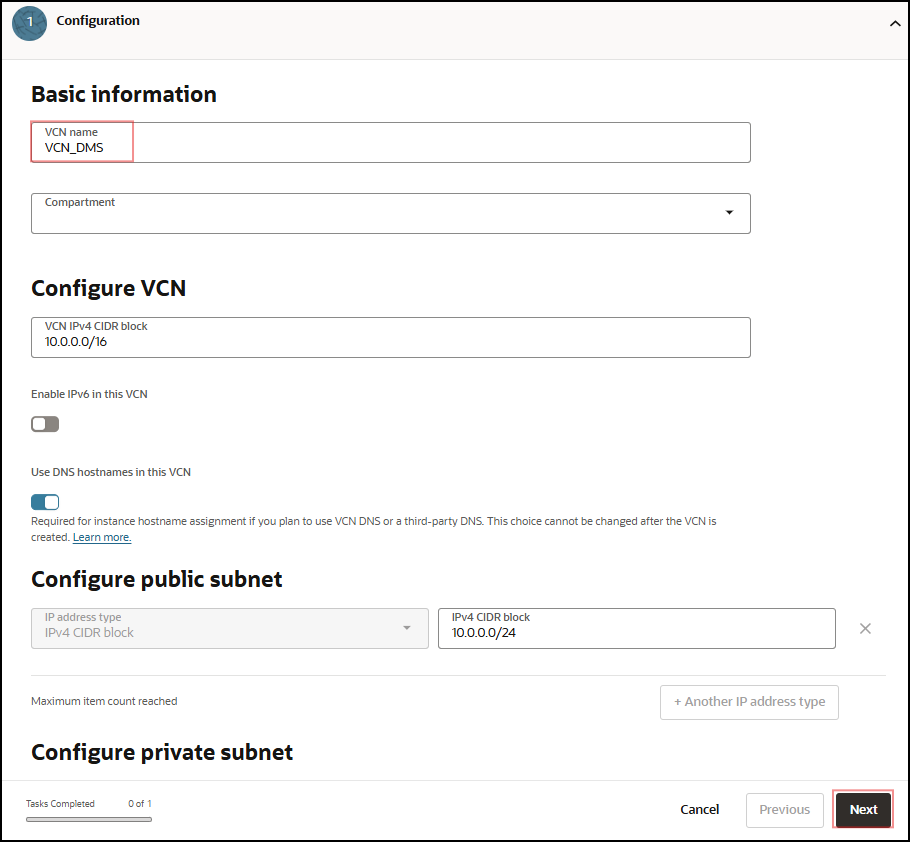 1
Configuration
Basic information
VCN name
VCN_DMS
Compartment
Configure VCN
VCN IPv4 CIDR block
10.0.0.0/16
Enable IPv6 in this VCN
Use DNS hostnames in this VCN
Required for instance hostname assignment if you plan to use VCN DNS or a third-party DNS. This choice cannot be changed after the VCN is
created. Learn more.
Configure public subnet
IP address type
IPv4 CIDR block
IPv4 CIDR block
10.0.0.0/24
Maximum item count reached
+ Another IP address type
Configure private subnet
Tasks Completed 0 of 1
Cancel
Previous
Next